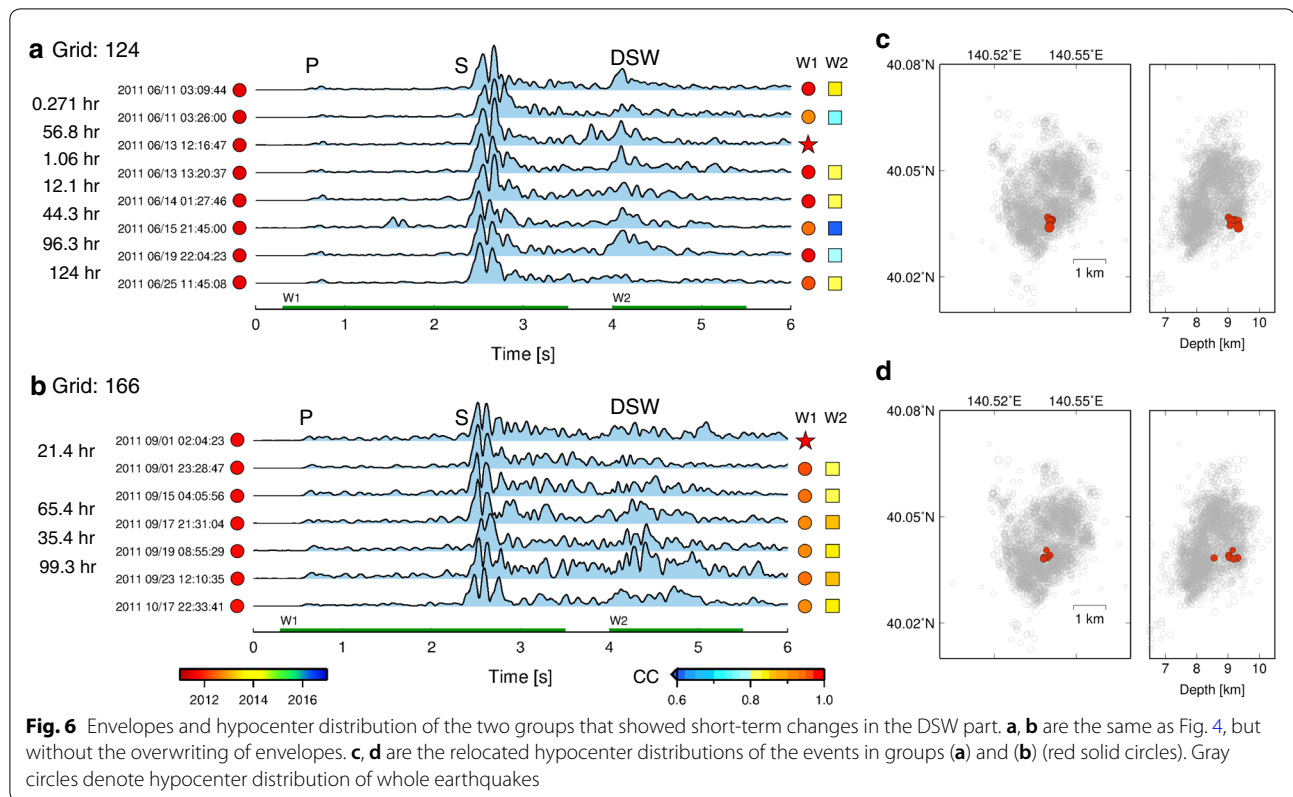 a Grid: 124
P S DSW W1 W2
2011 06/11 03:09:44
0.271 hr
2011 06/11 03:26:00
56.8 hr
2011 06/13 12:16:47
1.06 hr
2011 06/13 13:20:37
12.1 hr
2011 06/14 01:27:46
44.3 hr
2011 06/15 21:45:00
96.3 hr
2011 06/19 22:04:23
124 hr
2011 06/25 11:45:08
W1 W2
0 1 2 3 4 5 6
Time [s]
b Grid: 166
P S DSW W1 W2
2011 09/01 02:04:23
21.4 hr
2011 09/01 23:28:47
2011 09/15 04:05:56
65.4 hr
2011 09/17 21:31:04
35.4 hr
2011 09/19 08:55:29
99.3 hr
2011 09/23 12:10:35
2011 10/17 22:33:41
W1 W2
0 1 2 3 4 5 6
Time [s]
2012 2014 2016
CC
0.6 0.8 1.0
c
140.52°E 140.55°E
40.08°N
40.05°N
40.02°N
1 km
7 8 9 10
Depth [km]
d
140.52°E 140.55°E
40.08°N
40.05°N
40.02°N
1 km
7 8 9 10
Depth [km]
Fig. 6 Envelopes and hypocenter distribution of the two groups that showed short-term changes in the DSW part. a, b are the same as Fig. 4, but
without the overwriting of envelopes. c, d are the relocated hypocenter distributions of the events in groups (a) and (b) (red solid circles). Gray
circles denote hypocenter distribution of whole earthquakes